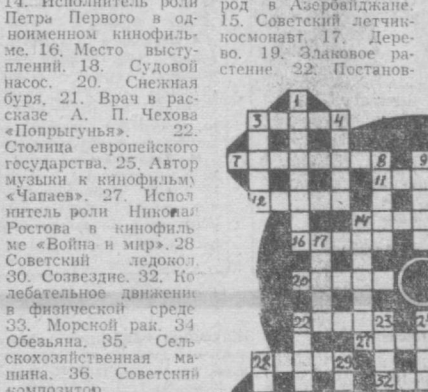 14. Исполнитель роли
Петра Первого в од-
ноименном кинофиль-
ме. 16. Место высту-
плений. 18. Судовой
насос. 20. Снежная
буря. 21. Врач в рас-
сказе А. П. Чехова
«Попрыгунья». 22.
Столица европейского
государства. 25. Автор
музыки к кинофильму
«Чапаев». 27. Испол
нитель роли Николая
Ростова в кинофиль
ме «Война и мир». 28
Советский ледокол.
30. Созвездие. 32. Ко
лебательное движение
в физической среде
33. Морской рак. 34
Обезьяна. 35. Сель
скохозяйственная ма-
шина. 36. Советский
композитор
род в Азербайджане.
15. Советский летчик-
космонавт. 17. Дере-
во. 19. Злаковое ра-
стение. 22. Постанов-
1
3 4
7 8 9
11
12
14
16 17
20
22 23 24
27
28 29
32